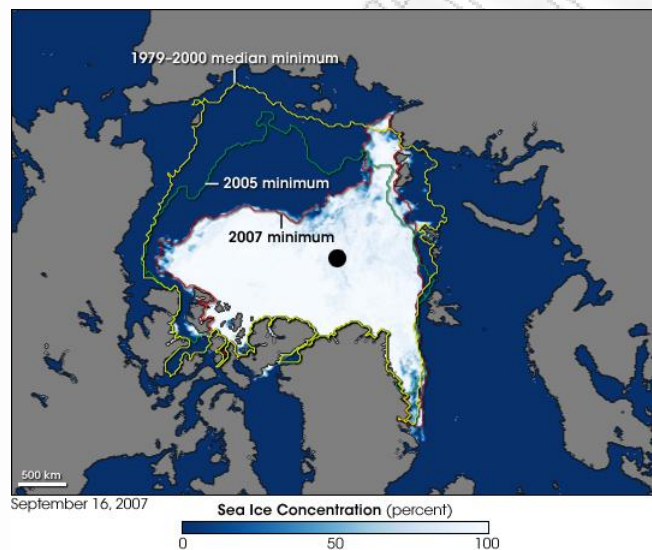 1979-2000 median minimum
2005 minimum
2007 minimum
500 km
September 16, 2007
Sea Ice Concentration (percent)
0 50 100